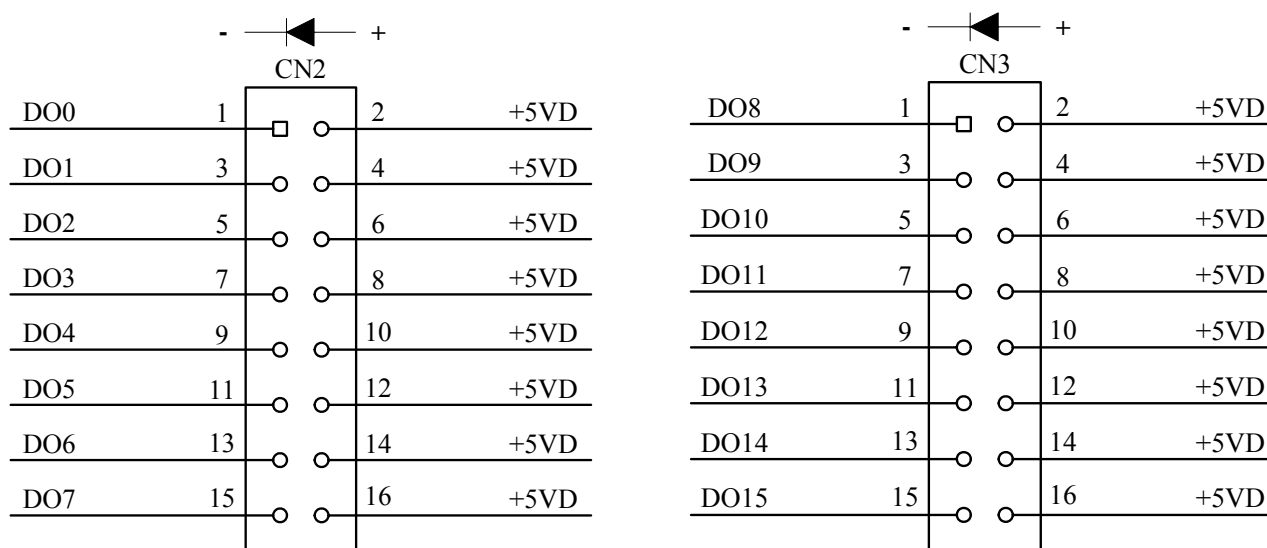 - +
CN2
DO0 1 2 +5VD
DO1 3 4 +5VD
DO2 5 6 +5VD
DO3 7 8 +5VD
DO4 9 10 +5VD
DO5 11 12 +5VD
DO6 13 14 +5VD
DO7 15 16 +5VD
- +
CN3
DO8 1 2 +5VD
DO9 3 4 +5VD
DO10 5 6 +5VD
DO11 7 8 +5VD
DO12 9 10 +5VD
DO13 11 12 +5VD
DO14 13 14 +5VD
DO15 15 16 +5VD